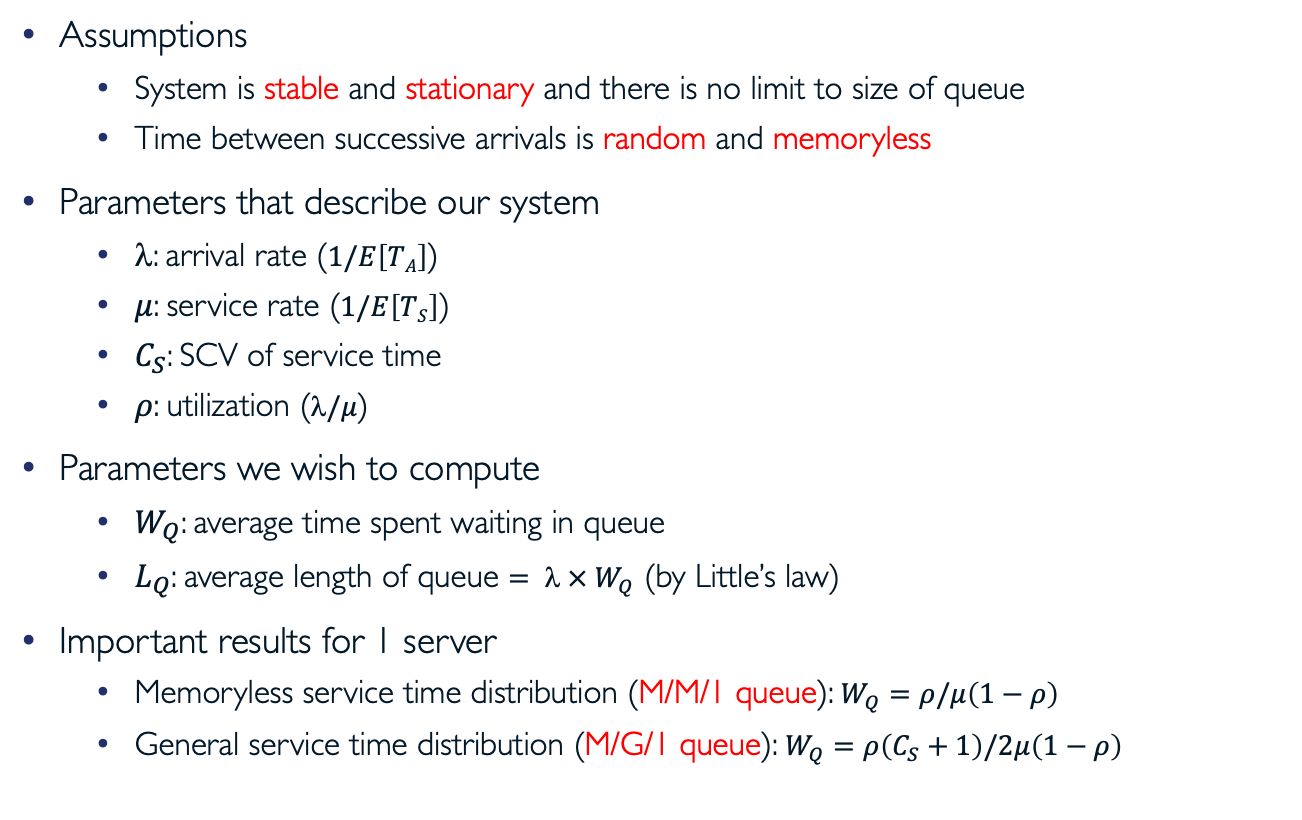 • Assumptions
• System is stable and stationary and there is no limit to size of queue
• Time between successive arrivals is random and memoryless
• Parameters that describe our system
• λ: arrival rate (1/E[T_A])
• μ: service rate (1/E[T_S])
• C_S: SCV of service time
• ρ: utilization (λ/μ)
• Parameters we wish to compute
• W_Q: average time spent waiting in queue
• L_Q: average length of queue = λ × W_Q (by Little’s law)
• Important results for 1 server
• Memoryless service time distribution (M/M/1 queue): W_Q = ρ/μ(1 − ρ)
• General service time distribution (M/G/1 queue): W_Q = ρ(C_S + 1)/2μ(1 − ρ)